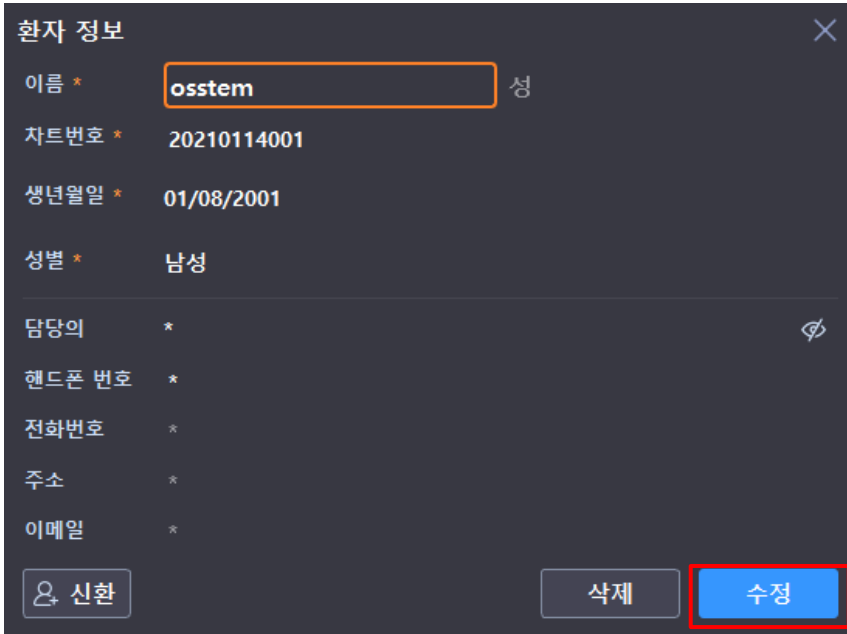 환자 정보
이름 * osstem 성
차트번호 * 20210114001
생년월일 * 01/08/2001
성별 * 남성
담당의 *
핸드폰 번호 *
전화번호 *
주소 *
이메일 *
신환 삭제 수정